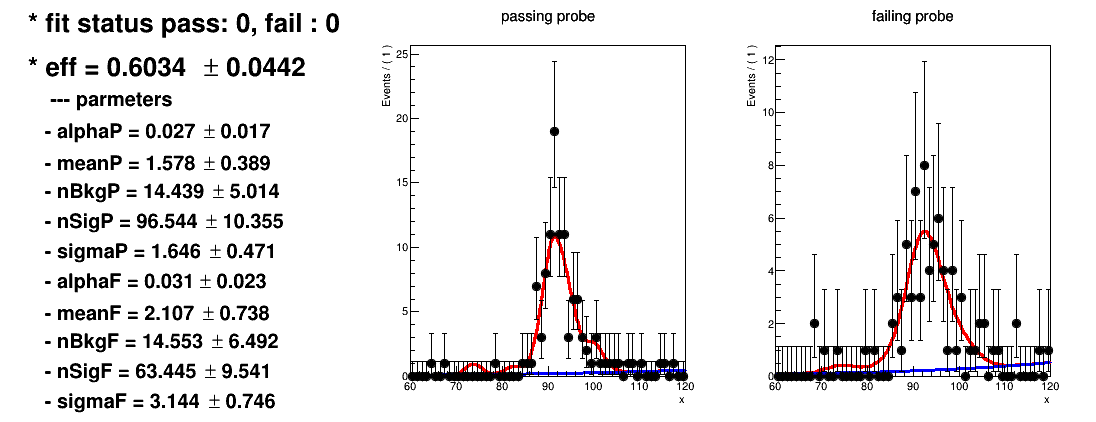 * fit status pass: 0, fail : 0
* eff = 0.6034 ± 0.0442
--- parmeters
- alphaP = 0.027 ± 0.017
- meanP = 1.578 ± 0.389
- nBkgP = 14.439 ± 5.014
- nSigP = 96.544 ± 10.355
- sigmaP = 1.646 ± 0.471
- alphaF = 0.031 ± 0.023
- meanF = 2.107 ± 0.738
- nBkgF = 14.553 ± 6.492
- nSigF = 63.445 ± 9.541
- sigmaF = 3.144 ± 0.746
passing probe
Events / ( 1 )
25
20
15
10
5
0
60 70 80 90 100 110 120
x
failing probe
Events / ( 1 )
12
10
8
6
4
2
0
60 70 80 90 100 110 120
x